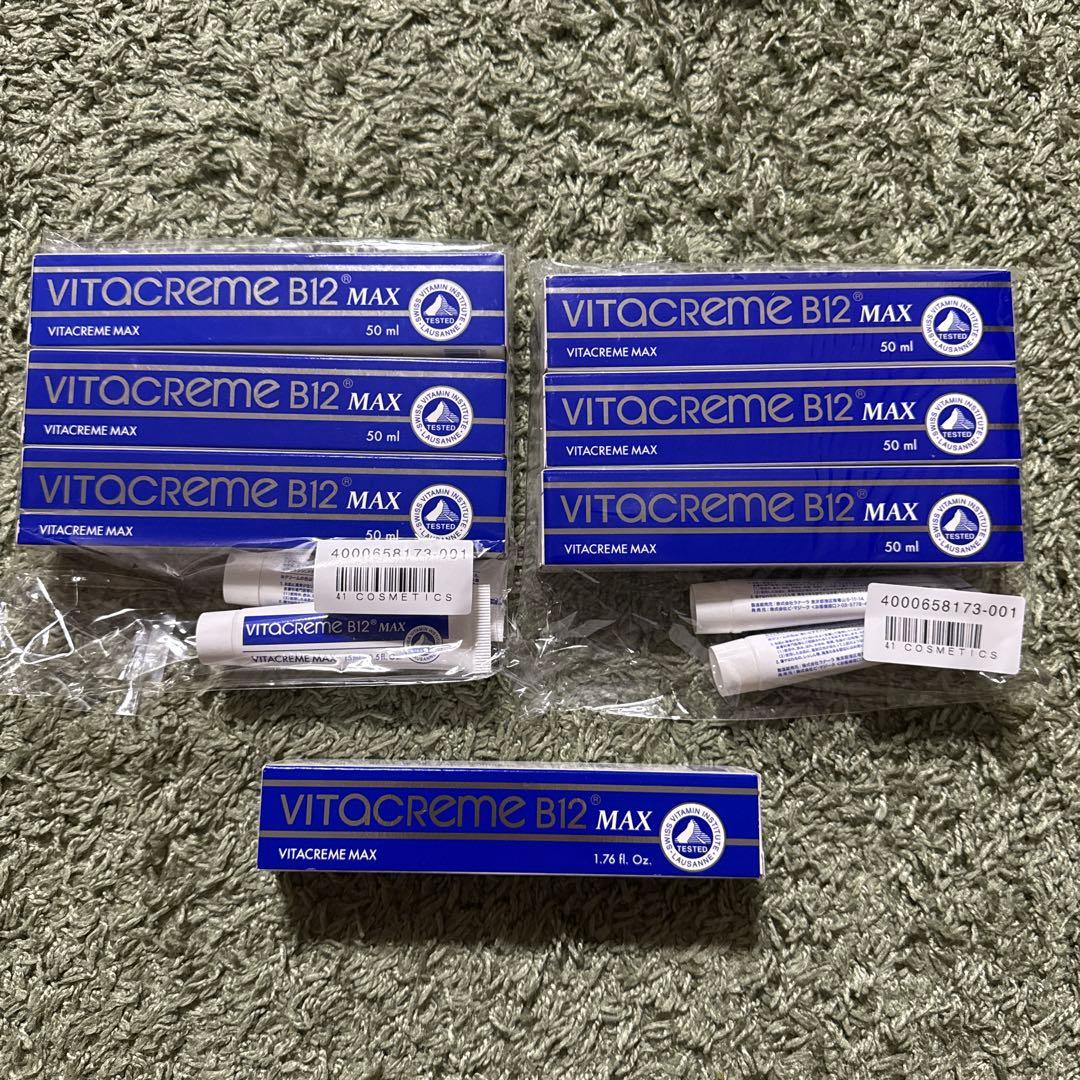 VITACREME B12® MAX
VITACREME MAX 50 ml
SWISS VITAMIN INSTITUTE
TESTED
·LAUSANNE·
VITACREME B12® MAX
VITACREME MAX 50 ml
SWISS VITAMIN INSTITUTE
TESTED
·LAUSANNE·
VITACREME B12® MAX
VITACREME MAX 50 ml
SWISS VITAMIN INSTITUTE
TESTED
4000658173-001
41 COSMETICS
VITACREME B12® MAX
VITACREME MAX
VITACREME B12® MAX
VITACREME MAX 50 ml
SWISS VITAMIN INSTITUTE
TESTED
·LAUSANNE·
VITACREME B12® MAX
VITACREME MAX 50 ml
SWISS VITAMIN INSTITUTE
TESTED
·LAUSANNE·
VITACREME B12® MAX
VITACREME MAX 50 ml
SWISS VITAMIN INSTITUTE
TESTED
·LAUSANNE·
4000658173-001
41 COSMETICS
VITACREME B12® MAX
VITACREME MAX 1.76 fl. Oz.
SWISS VITAMIN INSTITUTE
TESTED
·LAUSANNE·